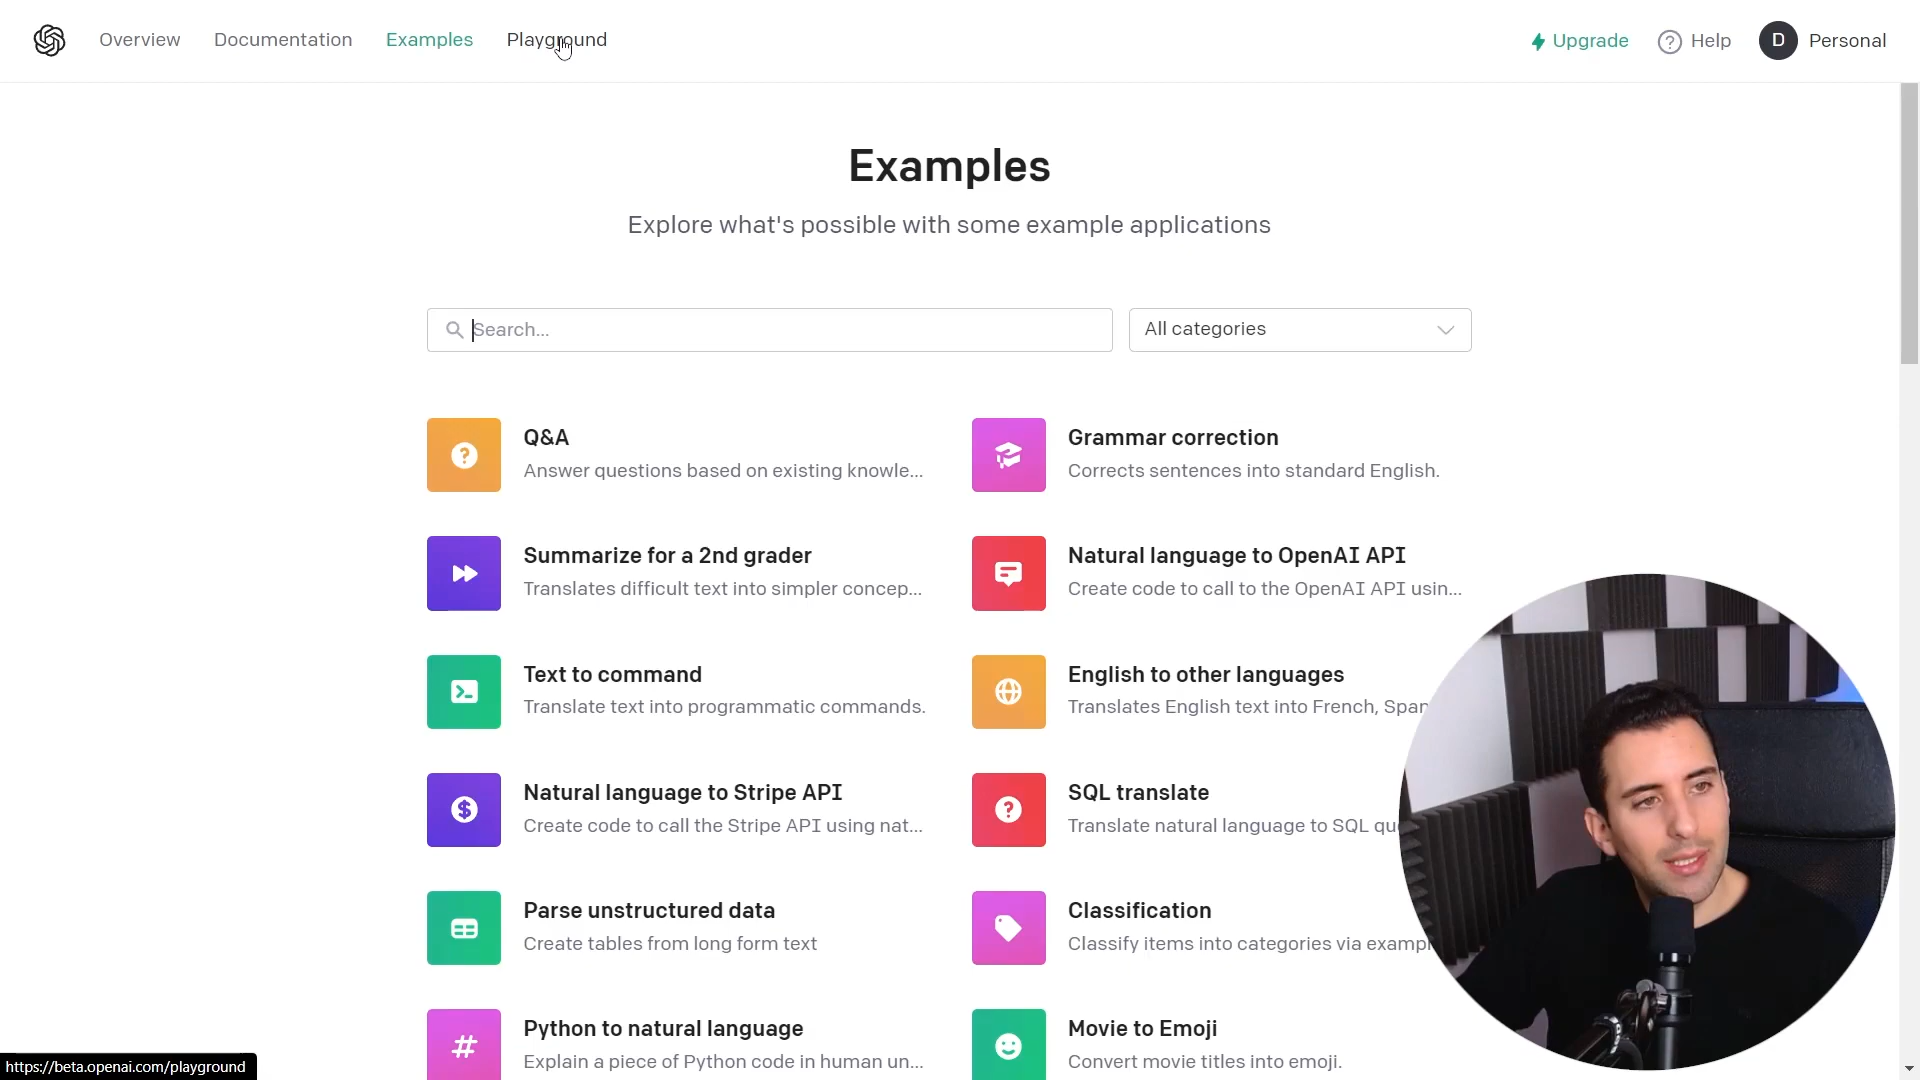 Overview Documentation Examples Playground Upgrade Help D Personal
Examples
Explore what's possible with some example applications
Search... All categories
Q&A
Answer questions based on existing knowle...
Grammar correction
Corrects sentences into standard English.
Summarize for a 2nd grader
Translates difficult text into simpler concep...
Natural language to OpenAI API
Create code to call to the OpenAI API usin...
Text to command
Translate text into programmatic commands.
English to other languages
Translates English text into French,
Natural language to Stripe API
Create code to call the Stripe API using nat...
SQL translate
Translate natural language to SQL
Parse unstructured data
Create tables from long form text
Classification
Classify items into categories via
Python to natural language
Explain a piece of Python code in human un...
Movie to Emoji
Convert movie titles into emoji.
https://beta.openai.com/playground